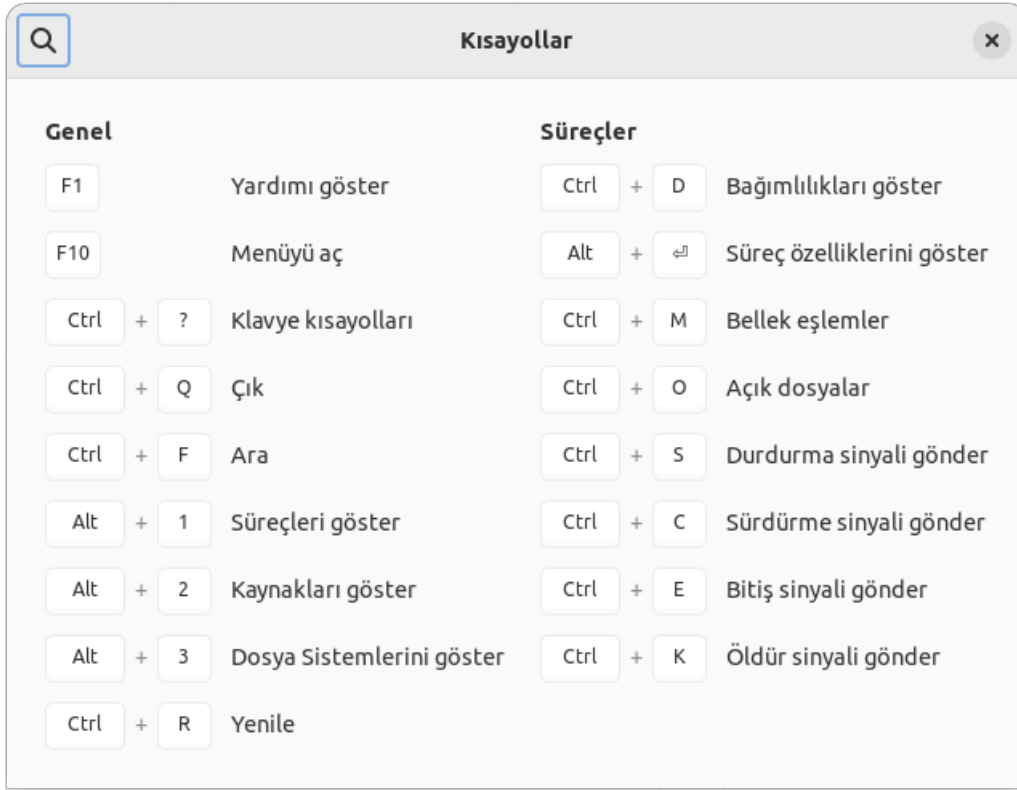 Kısayollar
Genel
F1 Yardımı göster
F10 Menüyü aç
Ctrl + ? Klavye kısayolları
Ctrl + Q Çık
Ctrl + F Ara
Alt + 1 Süreçleri göster
Alt + 2 Kaynakları göster
Alt + 3 Dosya Sistemlerini göster
Ctrl + R Yenile
Süreçler
Ctrl + D Bağımlılıkları göster
Alt + ⏎ Süreç özelliklerini göster
Ctrl + M Bellek eşlemler
Ctrl + O Açık dosyalar
Ctrl + S Durdurma sinyali gönder
Ctrl + C Sürdürme sinyali gönder
Ctrl + E Bitiş sinyali gönder
Ctrl + K Öldür sinyali gönder